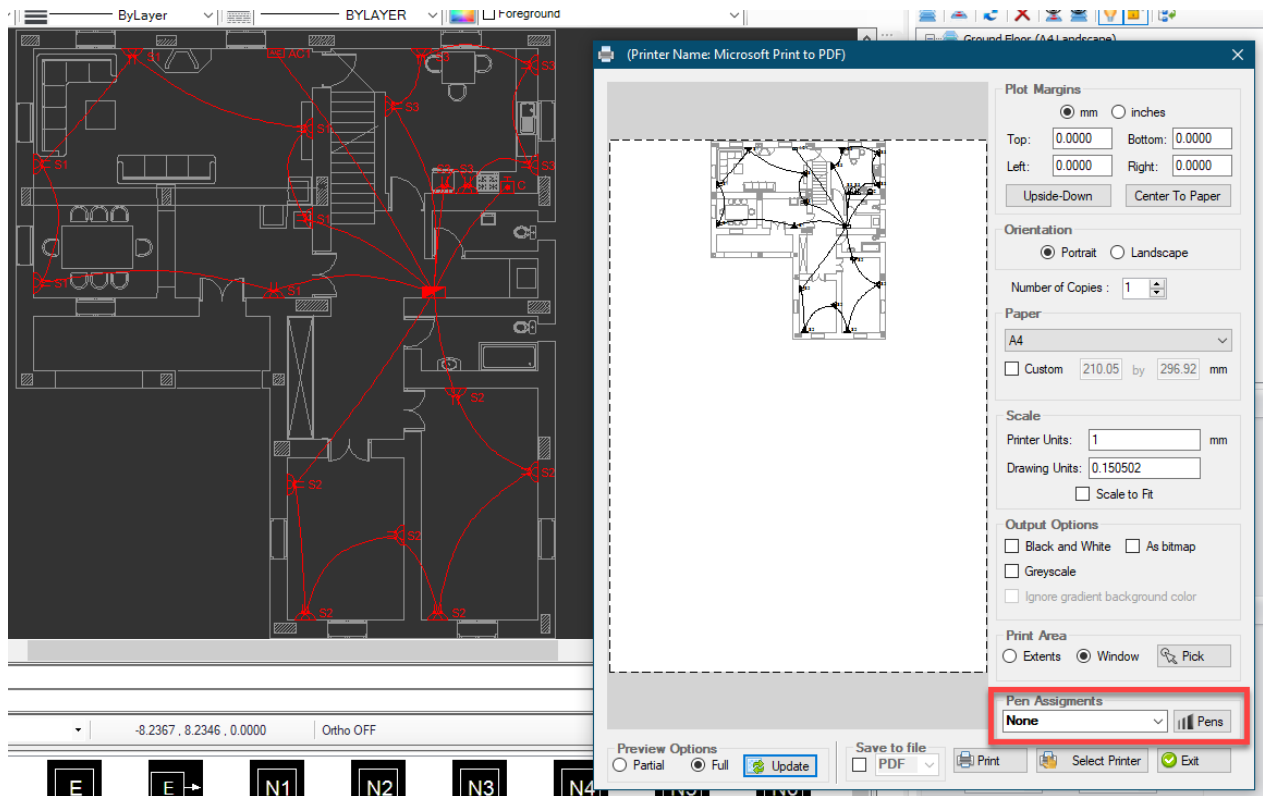 ByLayer
BYLAYER
Foreground
Ground Floor (A4 Landscape)
(Printer Name: Microsoft Print to PDF)
S1
AC1
S3
S3
S3
S1
S1
S3
S3 S3
C
S1
S1
S1
S2
S2
S2
S2
S2
S2
Plot Margins
mm inches
Top: 0.0000 Bottom: 0.0000
Left: 0.0000 Right: 0.0000
Upside-Down Center To Paper
Orientation
Portrait Landscape
Number of Copies : 1
Paper
A4
Custom 210.05 by 296.92 mm
Scale
Printer Units: 1 mm
Drawing Units: 0.150502
Scale to Fit
Output Options
Black and White As bitmap
Greyscale
Ignore gradient background color
Print Area
Extents Window Pick
Pen Assigments
None Pens
Preview Options
Partial Full Update
Save to file
PDF
Print Select Printer Exit
-8.2367 , 8.2346 , 0.0000 Ortho OFF
E E N1 N2 N3 N4